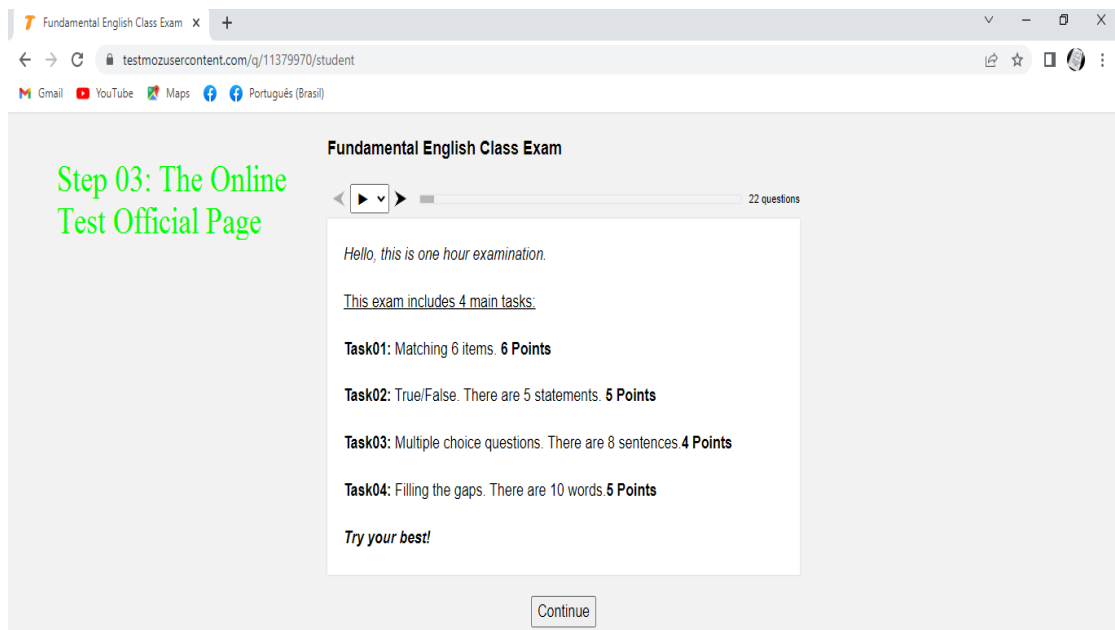 Fundamental English Class Exam
testmozusercontent.com/q/11379970/student
Gmail YouTube Maps Português (Brasil)
Step 03: The Online
Test Official Page
Fundamental English Class Exam
22 questions
Hello, this is one hour examination.
This exam includes 4 main tasks:
Task01: Matching 6 items. 6 Points
Task02: True/False. There are 5 statements. 5 Points
Task03: Multiple choice questions. There are 8 sentences.4 Points
Task04: Filling the gaps. There are 10 words.5 Points
Try your best!
Continue